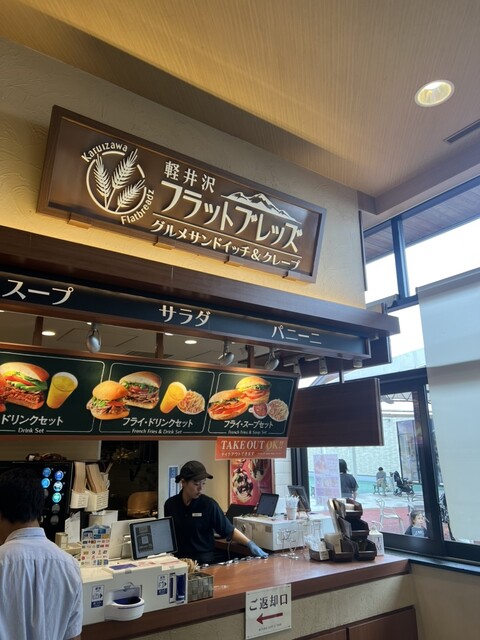 Karuizawa
Flatbreadz
軽井沢
フラットブレッズ
グルメサンドイッチ&クレープ
スープ
サラダ
パニーニ
ドリンクセット
Drink Set
フライ・ドリンクセット
French Fries & Drink Set
フライ・スープセット
French Fries & Soup Set
TAKE OUT OK!!
ご返却口